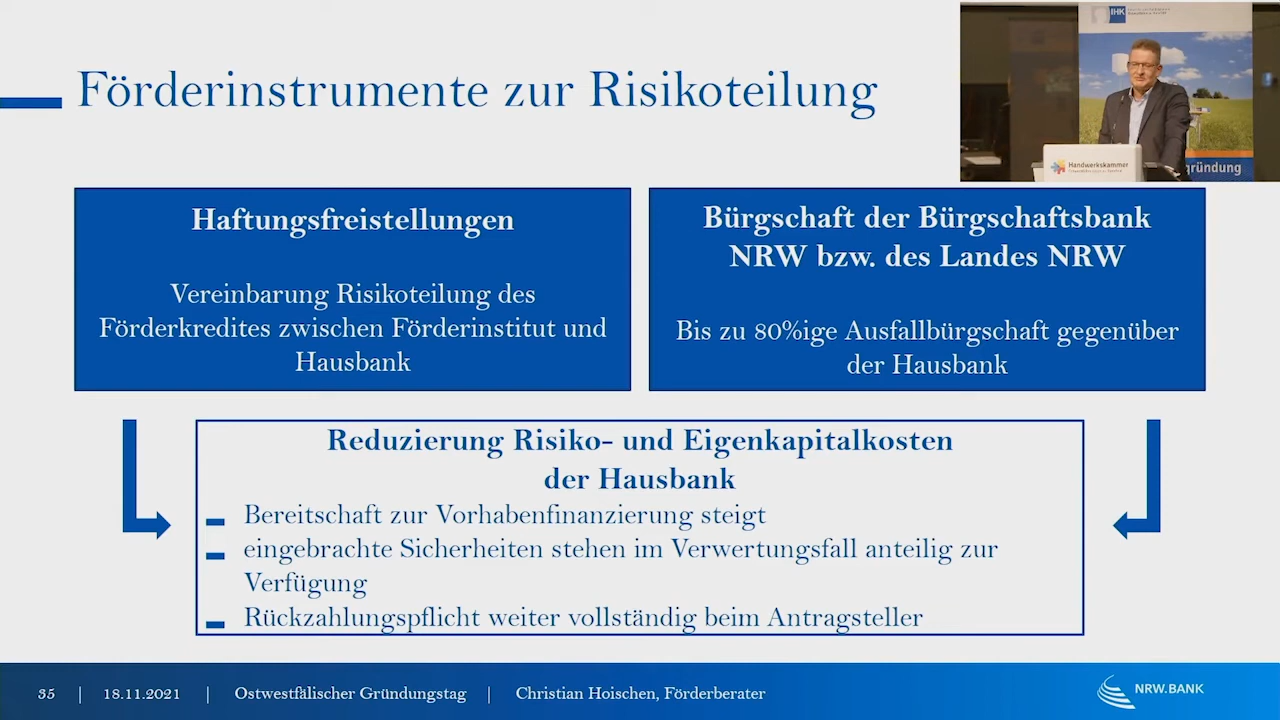 Förderinstrumente zur Risikoteilung
IHK
Handwerkskammer
gründung
Haftungsfreistellungen
Vereinbarung Risikoteilung des
Förderkredites zwischen Förderinstitut und
Hausbank
Bürgschaft der Bürgschaftsbank
NRW bzw. des Landes NRW
Bis zu 80%ige Ausfallbürgschaft gegenüber
der Hausbank
Reduzierung Risiko- und Eigenkapitalkosten
der Hausbank
Bereitschaft zur Vorhabenfinanzierung steigt
eingebrachte Sicherheiten stehen im Verwertungsfall anteilig zur
Verfügung
Rückzahlungspflicht weiter vollständig beim Antragsteller
35 | 18.11.2021 | Ostwestfälischer Gründungstag | Christian Hoischen, Förderberater
NRW.BANK